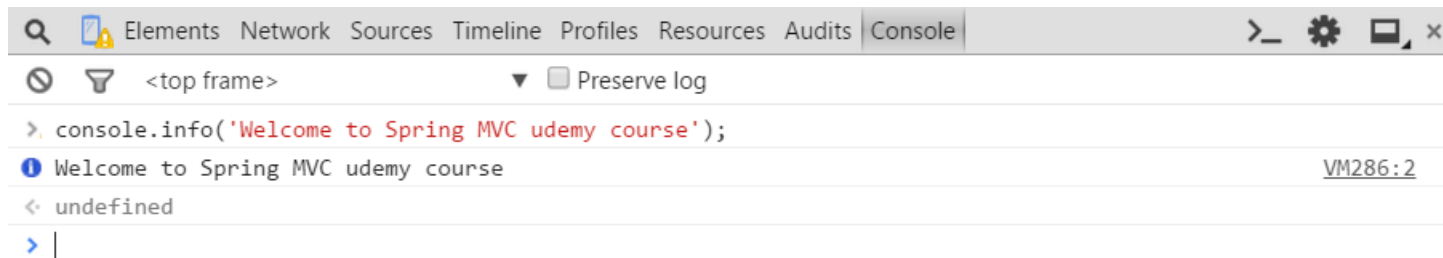 Elements Network Sources Timeline Profiles Resources Audits Console
<top frame> ▼ Preserve log
> console.info('Welcome to Spring MVC udemy course');
Welcome to Spring MVC udemy course VM286:2
undefined
>